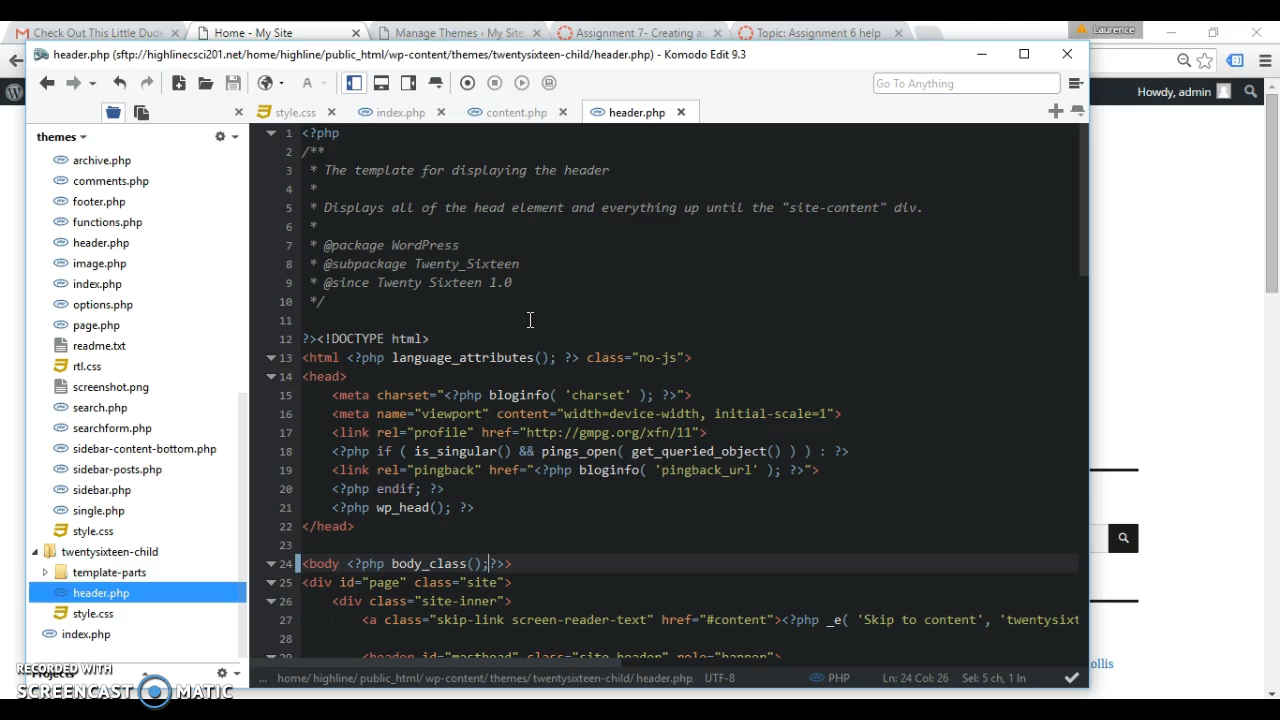 Check Out This Little Dude
Home - My Site
Manage Themes ‹ My Site
Assignment 7- Creating a
Topic: Assignment 6 help
Laurence
header.php (sftp://highlinecsci201.net/home/highline/public_html/wp-content/themes/twentysixteen-child/header.php) - Komodo Edit 9.3
Go To Anything
Howdy, admin
style.css
index.php
content.php
header.php
themes
archive.php
comments.php
footer.php
functions.php
header.php
image.php
index.php
options.php
page.php
readme.txt
rtl.css
screenshot.png
search.php
searchform.php
sidebar-content-bottom.php
sidebar-posts.php
sidebar.php
single.php
style.css
twentysixteen-child
template-parts
header.php
style.css
index.php
Projects
1 <?php
2 /**
3 * The template for displaying the header
4 *
5 * Displays all of the head element and everything up until the "site-content" div.
6 *
7 * @package WordPress
8 * @subpackage Twenty_Sixteen
9 * @since Twenty Sixteen 1.0
10 */
11
12 ?><!DOCTYPE html>
13 <html <?php language_attributes(); ?> class="no-js">
14 <head>
15 <meta charset="<?php bloginfo( 'charset' ); ?>">
16 <meta name="viewport" content="width=device-width, initial-scale=1">
17 <link rel="profile" href="http://gmpg.org/xfn/11">
18 <?php if ( is_singular() && pings_open( get_queried_object() ) ) : ?>
19 <link rel="pingback" href="<?php bloginfo( 'pingback_url' ); ?>">
20 <?php endif; ?>
21 <?php wp_head(); ?>
22 </head>
23
24 <body <?php body_class();?>>
25 <div id="page" class="site">
26 <div class="site-inner">
27 <a class="skip-link screen-reader-text" href="#content"><?php _e( 'Skip to content', 'twentysixt
28
29 <header id="masthead" class="site-header" role="banner">
... home/ highline/ public_html/ wp-content/ themes/ twentysixteen-child/ header.php
UTF-8
PHP
Ln: 24 Col: 26
Sel: 5 ch, 1 ln
ollis
RECORDED WITH
SCREENCAST MATIC